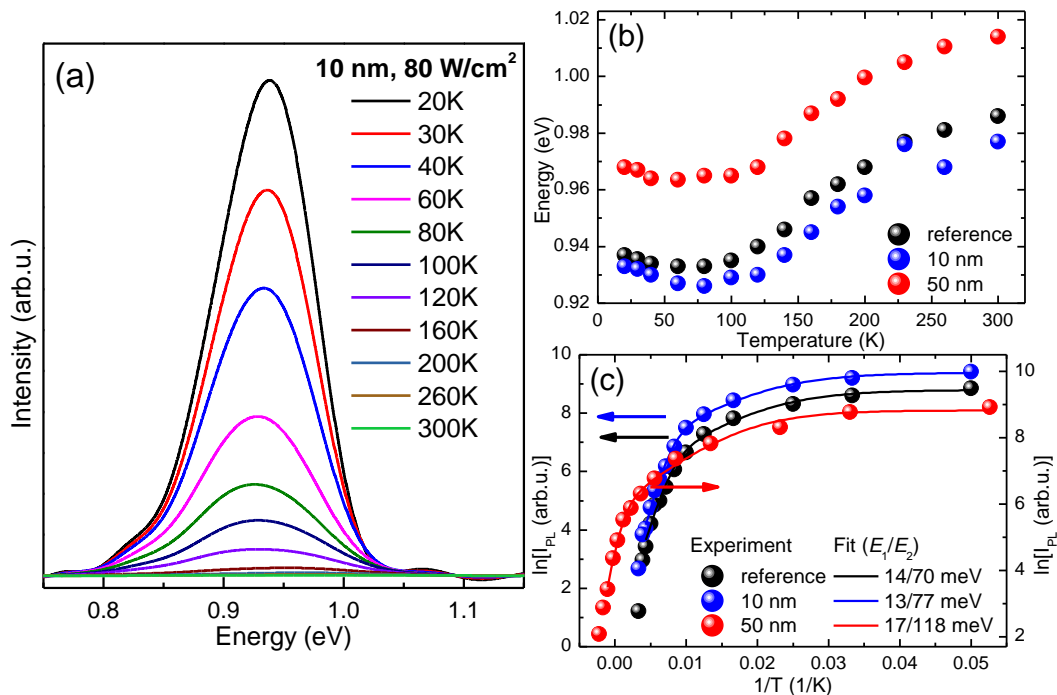 (a)
10 nm, 80 W/cm²
20K
30K
40K
60K
80K
100K
120K
160K
200K
260K
300K
Intensity (arb.u.)
0.8 0.9 1.0 1.1
Energy (eV)
(b)
1.02
1.00
0.98
0.96
0.94
0.92
Energy (eV)
reference
10 nm
50 nm
0 50 100 150 200 250 300
Temperature (K)
(c)
10
8
6
4
2
0
ln[I_PL (arb.u.)]
10
8
6
4
2
ln[I_PL (arb.u.)]
Experiment Fit (E₁/E₂)
reference 14/70 meV
10 nm 13/77 meV
50 nm 17/118 meV
0.00 0.01 0.02 0.03 0.04 0.05
1/T (1/K)